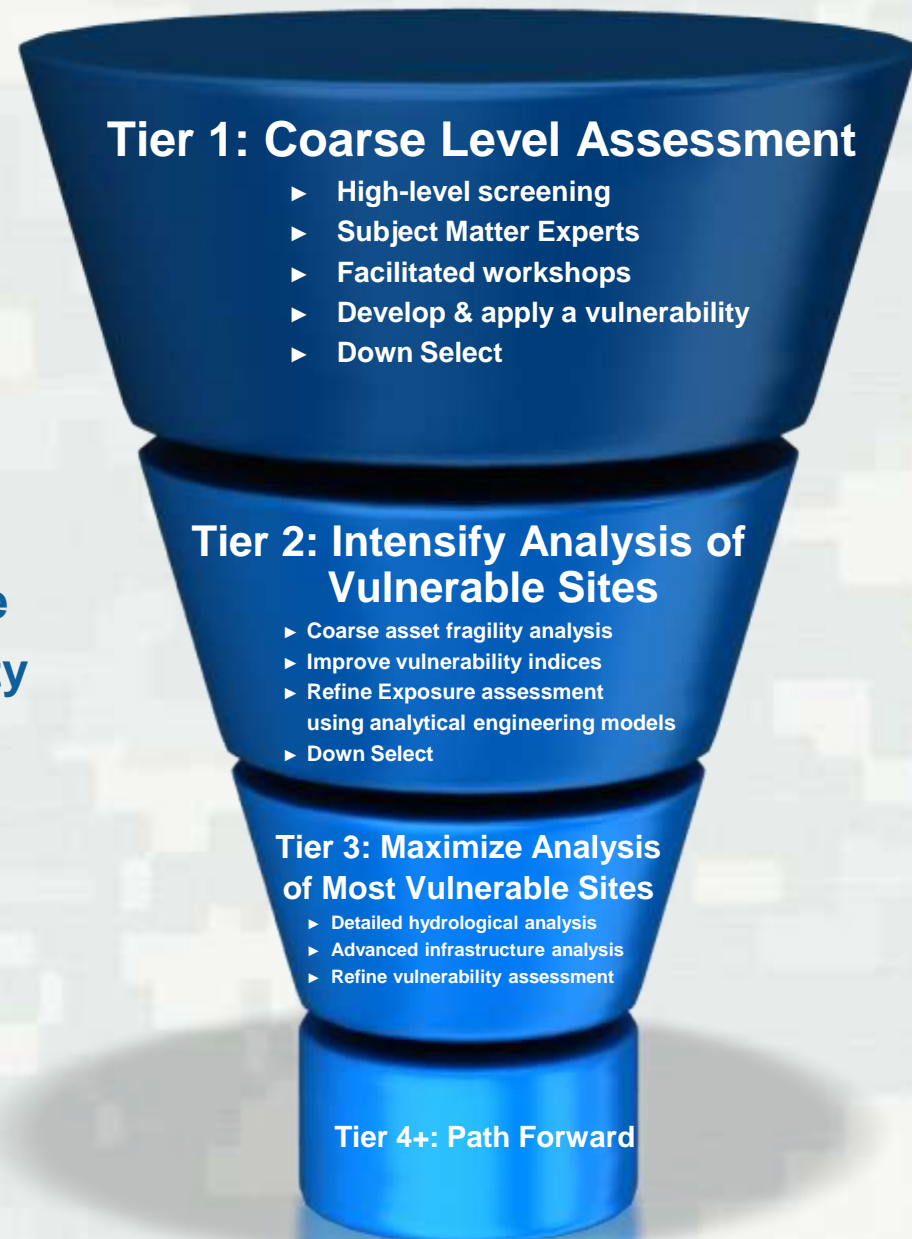 Tier 1: Coarse Level Assessment
► High-level screening
► Subject Matter Experts
► Facilitated workshops
► Develop & apply a vulnerability
► Down Select
Tier 2: Intensify Analysis of
Vulnerable Sites
► Coarse asset fragility analysis
► Improve vulnerability indices
► Refine Exposure assessment
using analytical engineering models
► Down Select
Tier 3: Maximize Analysis
of Most Vulnerable Sites
► Detailed hydrological analysis
► Advanced infrastructure analysis
► Refine vulnerability assessment
Tier 4+: Path Forward